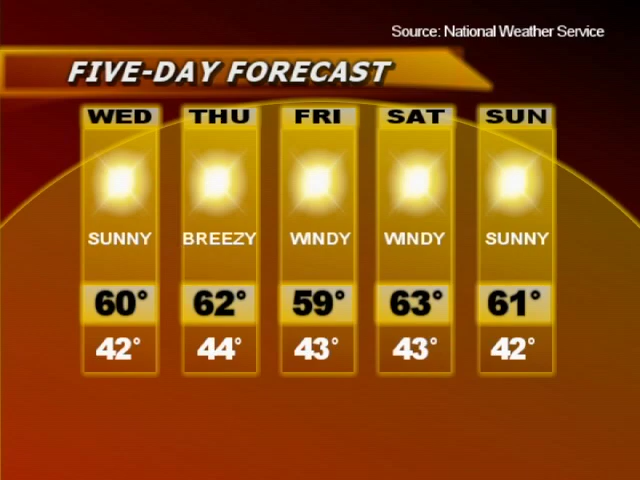 Source: National Weather Service
FIVE-DAY FORECAST
WED THU FRI SAT SUN
SUNNY BREEZY WINDY WINDY SUNNY
60° 62° 59° 63° 61°
42° 44° 43° 43° 42°